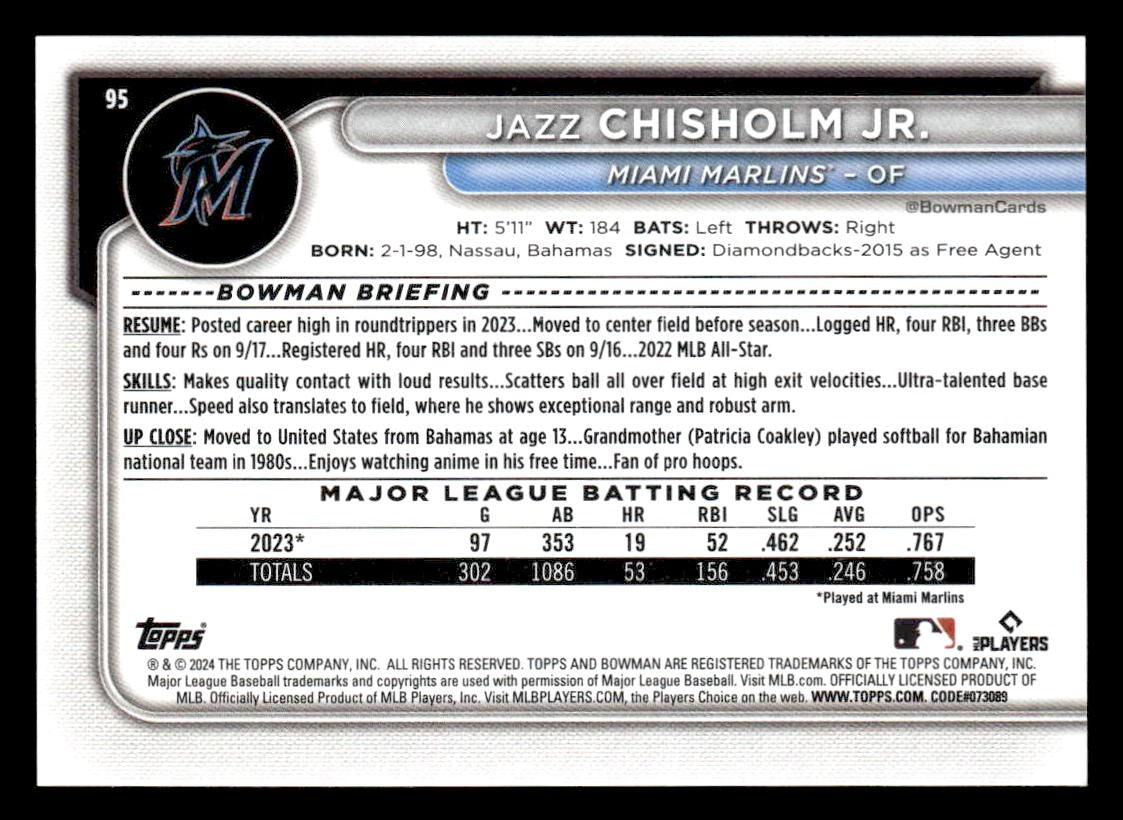 95
M
JAZZ CHISHOLM JR.
MIAMI MARLINS® – OF
@BowmanCards
HT: 5'11" WT: 184 BATS: Left THROWS: Right
BORN: 2-1-98, Nassau, Bahamas SIGNED: Diamondbacks-2015 as Free Agent
BOWMAN BRIEFING
RESUME: Posted career high in roundtrippers in 2023...Moved to center field before season...Logged HR, four RBI, three BBs
and four Rs on 9/17...Registered HR, four RBI and three SBs on 9/16...2022 MLB All-Star.
SKILLS: Makes quality contact with loud results...Scatters ball all over field at high exit velocities...Ultra-talented base
runner...Speed also translates to field, where he shows exceptional range and robust arm.
UP CLOSE: Moved to United States from Bahamas at age 13...Grandmother (Patricia Coakley) played softball for Bahamian
national team in 1980s...Enjoys watching anime in his free time...Fan of pro hoops.
MAJOR LEAGUE BATTING RECORD
YR G AB HR RBI SLG AVG OPS
2023* 97 353 19 52 .462 .252 .767
TOTALS 302 1086 53 156 .453 .246 .758
*Played at Miami Marlins
Topps® MLB PLAYERS
® & © 2024 THE TOPPS COMPANY, INC. ALL RIGHTS RESERVED. TOPPS AND BOWMAN ARE REGISTERED TRADEMARKS OF THE TOPPS COMPANY, INC.
Major League Baseball trademarks and copyrights are used with permission of Major League Baseball. Visit MLB.com. OFFICIALLY LICENSED PRODUCT OF
MLB. Officially Licensed Product of MLB Players, Inc. Visit MLBPLAYERS.COM, the Players Choice on the web. WWW.TOPPS.COM. CODE#073089